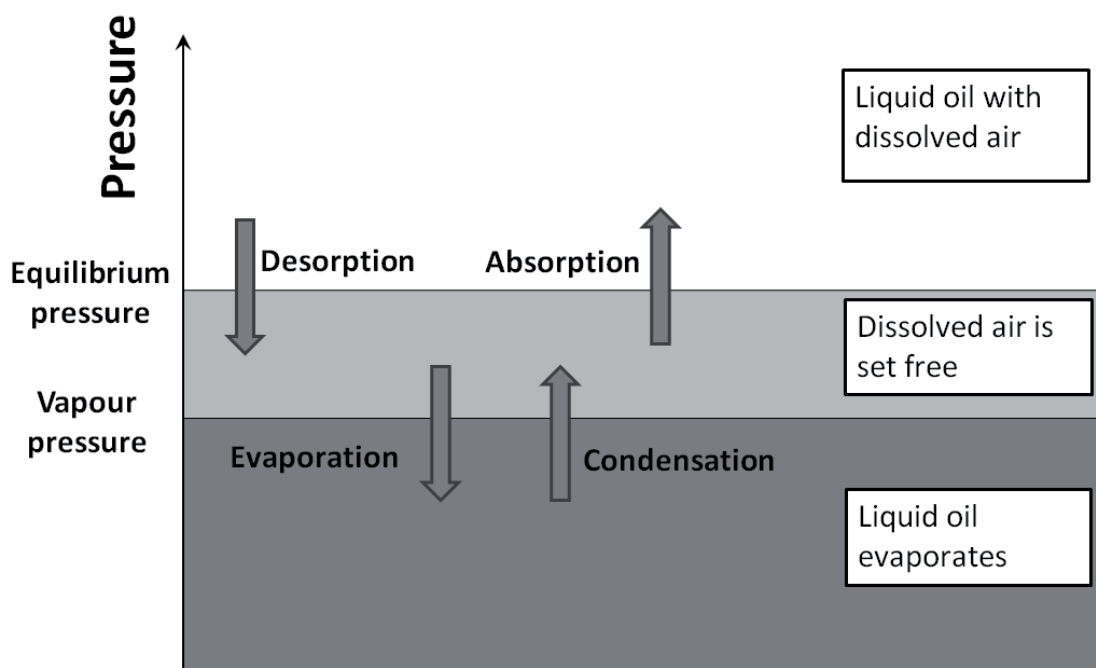 Pressure
Liquid oil with
dissolved air
Desorption
Absorption
Equilibrium
pressure
Dissolved air is
set free
Vapour
pressure
Evaporation
Condensation
Liquid oil
evaporates